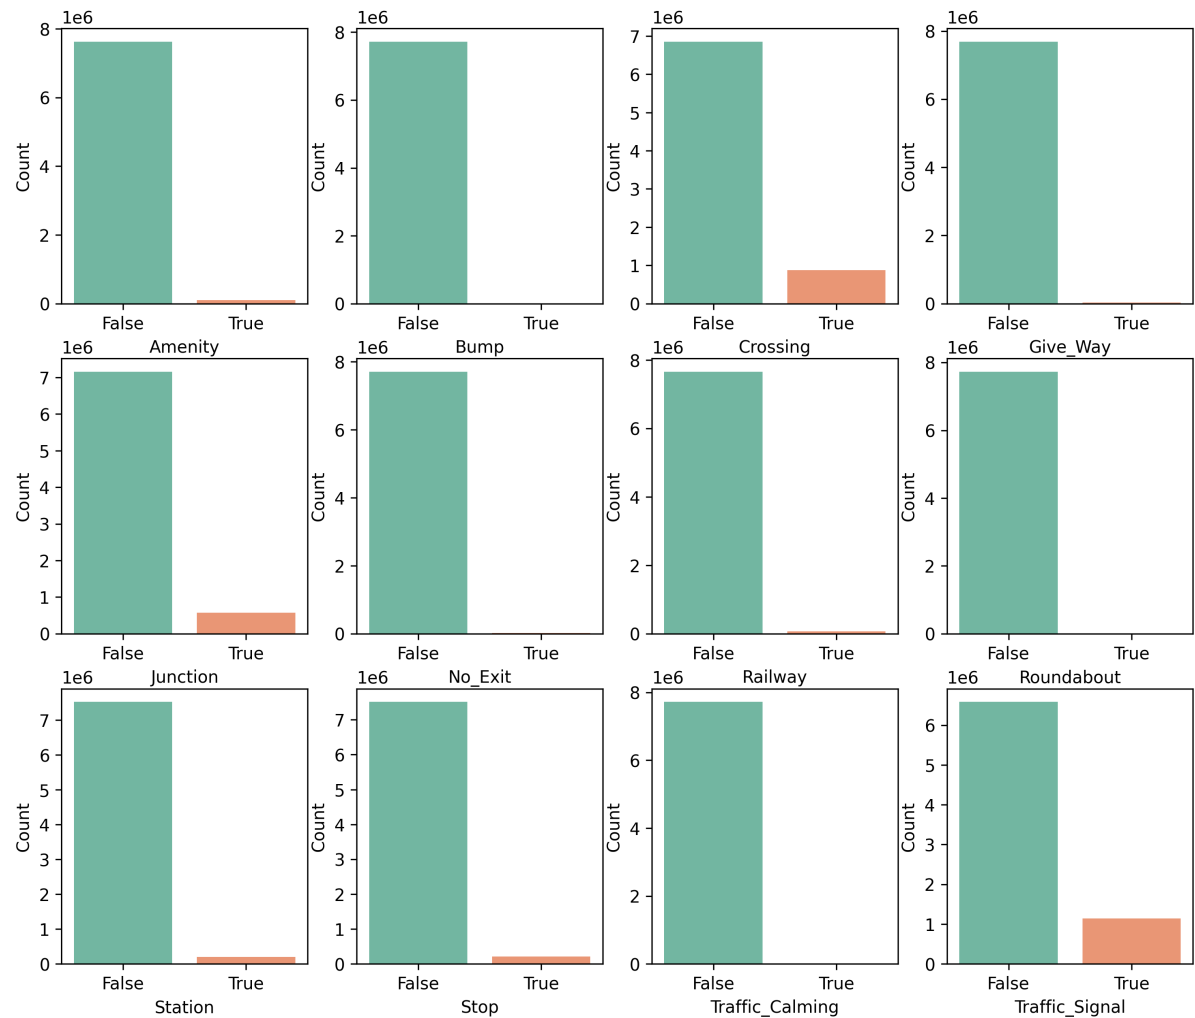 1e6 1e6 1e6 1e6
8 8 7 8
6 6 6 6
5
4 4 4 4
3
2 2 2 2
1
0 0 0 0
Count Count Count Count
False True False True False True False True
Amenity Bump Crossing Give_Way
1e6 1e6 1e6 1e6
7 8 8 8
6 6 6 6
5
4 4 4 4
3
2 2 2 2
1
0 0 0 0
Count Count Count Count
False True False True False True False True
Junction No_Exit Railway Roundabout
1e6 1e6 1e6 1e6
7 7 8 6
6 6 6 5
5 5
4 4 4 4
3 3 3
2 2 2 2
1 1 1
0 0 0 0
Count Count Count Count
False True False True False True False True
Station Stop Traffic_Calming Traffic_Signal